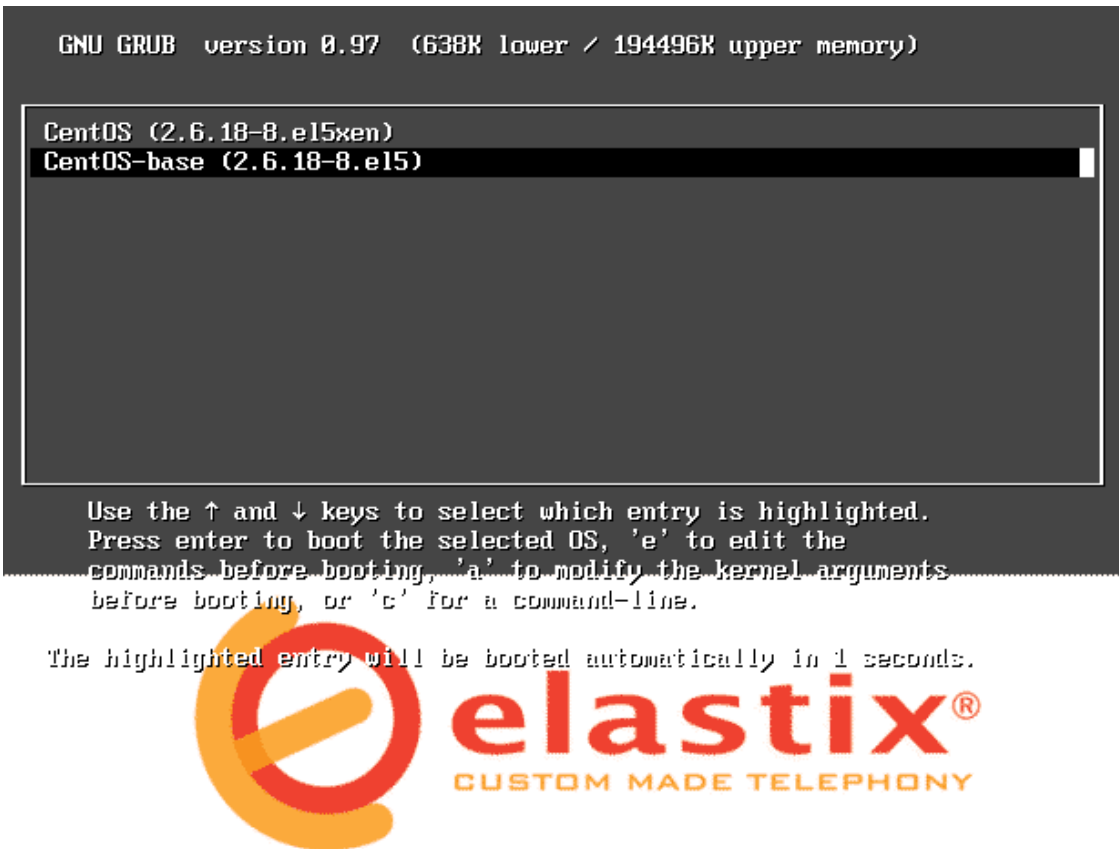 GNU GRUB version 0.97 (638K lower / 194496K upper memory)
CentOS (2.6.18-8.el5xen)
CentOS-base (2.6.18-8.el5)
Use the ↑ and ↓ keys to select which entry is highlighted.
Press enter to boot the selected OS, 'e' to edit the
commands before booting, 'a' to modify the kernel arguments
before booting, or 'c' for a command-line.
The highlighted entry will be booted automatically in 1 seconds.
elastix®
CUSTOM MADE TELEPHONY